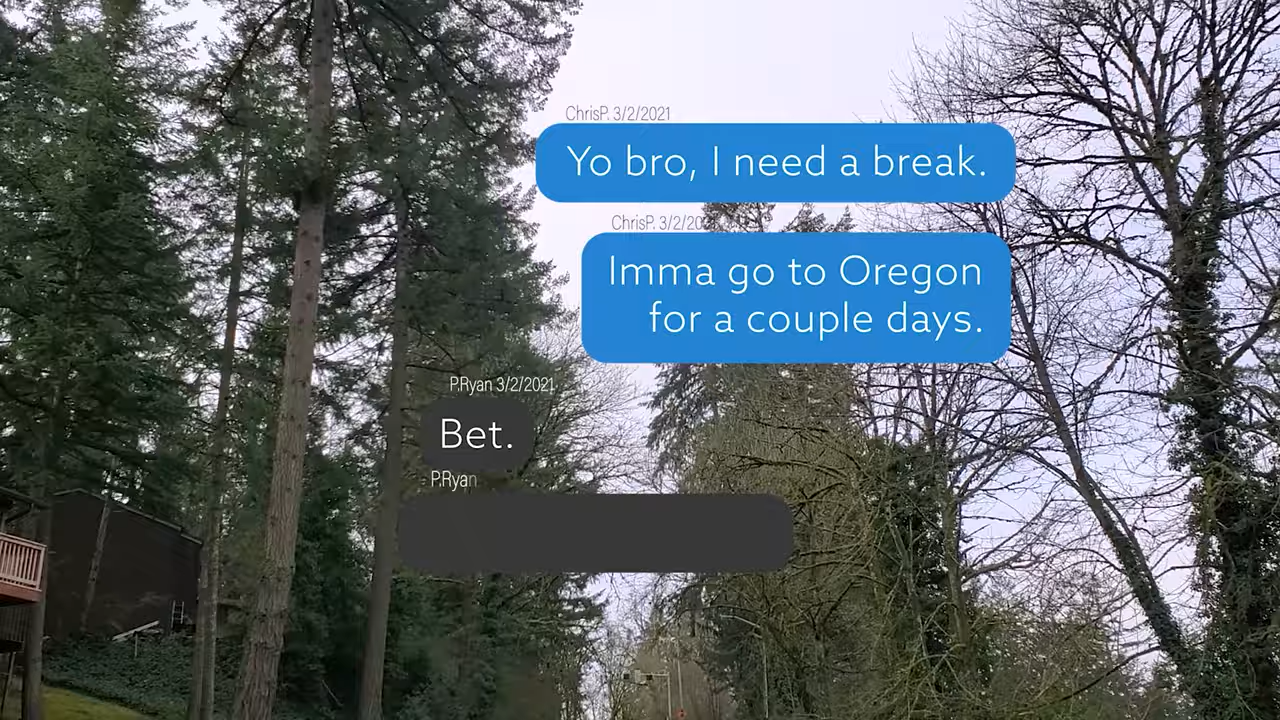 ChrisP. 3/2/2021
Yo bro, I need a break.
ChrisP. 3/2/20
Imma go to Oregon
for a couple days.
P.Ryan 3/2/2021
Bet.
P.Ryan